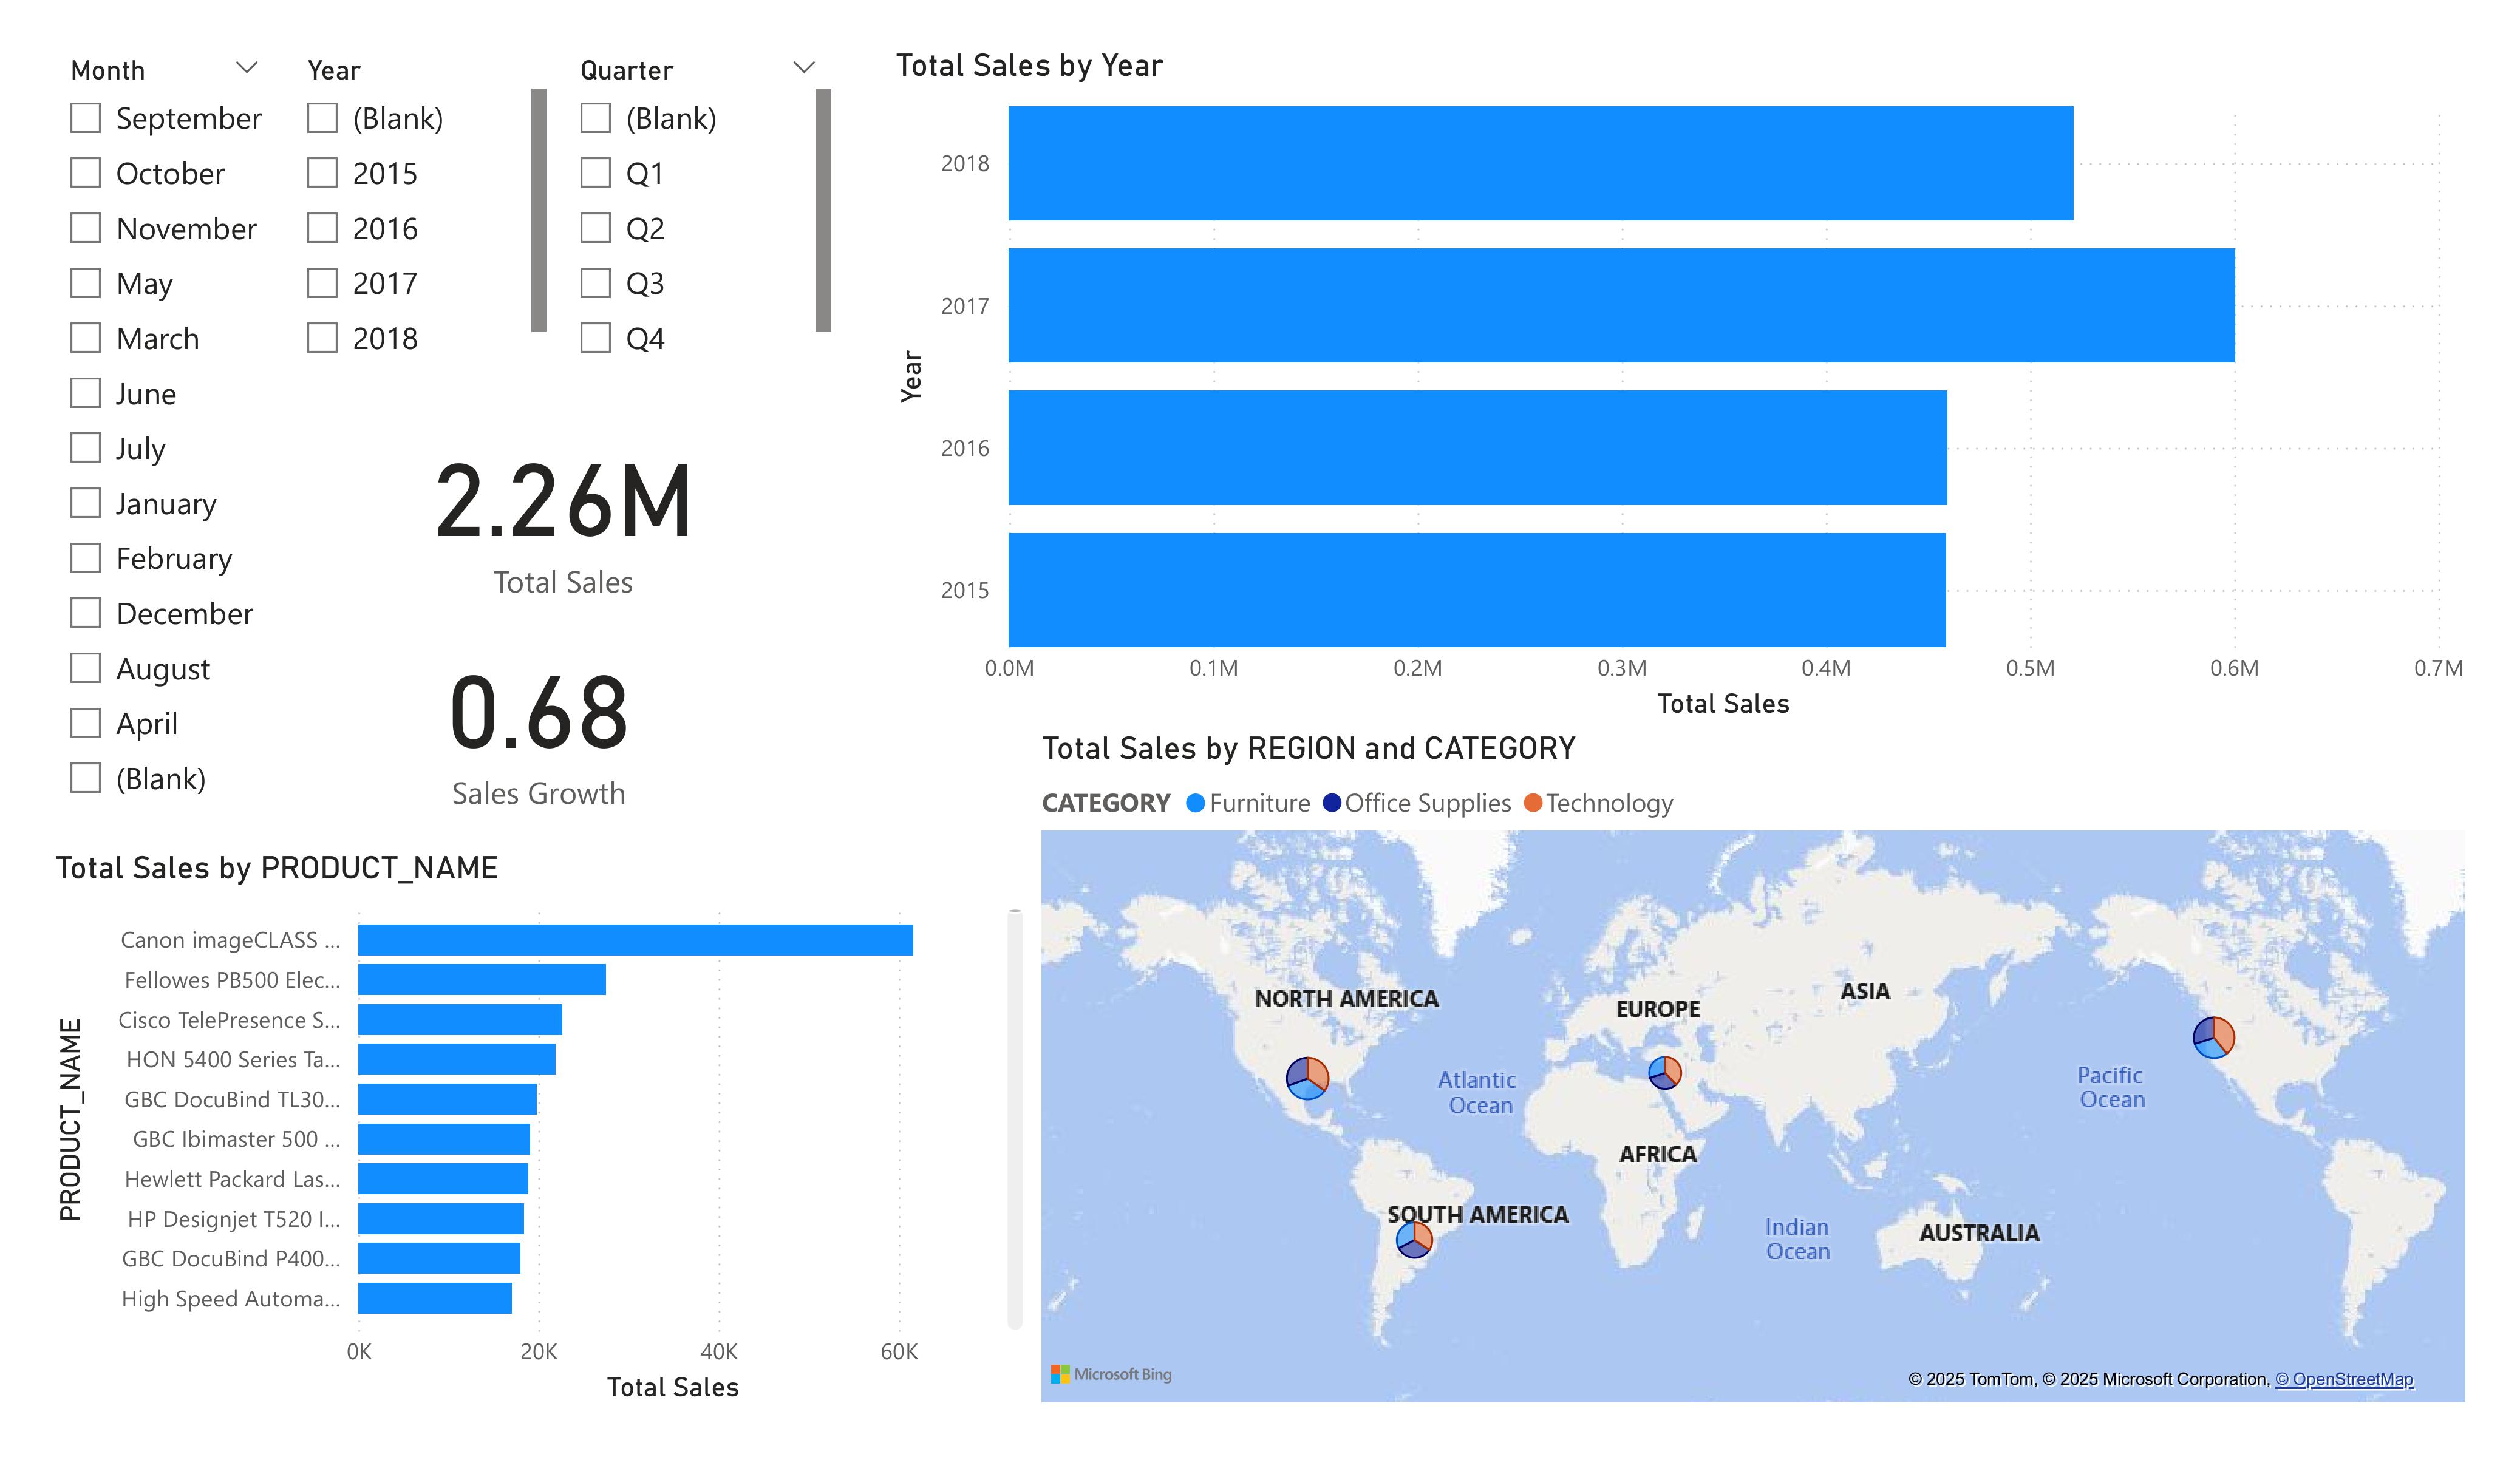 Month
September
October
November
May
March
June
July
January
February
December
August
April
(Blank)
Year
(Blank)
2015
2016
2017
2018
Quarter
(Blank)
Q1
Q2
Q3
Q4
2.26M
Total Sales
0.68
Sales Growth
Total Sales by Year
Year
2018
2017
2016
2015
0.0M 0.1M 0.2M 0.3M 0.4M 0.5M 0.6M 0.7M
Total Sales
Total Sales by PRODUCT_NAME
PRODUCT_NAME
Canon imageCLASS ...
Fellowes PB500 Elec...
Cisco TelePresence S...
HON 5400 Series Ta...
GBC DocuBind TL30...
GBC Ibimaster 500 ...
Hewlett Packard Las...
HP Designjet T520 I...
GBC DocuBind P400...
High Speed Automa...
0K 20K 40K 60K
Total Sales
Total Sales by REGION and CATEGORY
CATEGORY Furniture Office Supplies Technology
NORTH AMERICA
EUROPE
ASIA
Atlantic
Ocean
Pacific
Ocean
AFRICA
SOUTH AMERICA
Indian
Ocean
AUSTRALIA
Microsoft Bing
© 2025 TomTom, © 2025 Microsoft Corporation, © OpenStreetMap